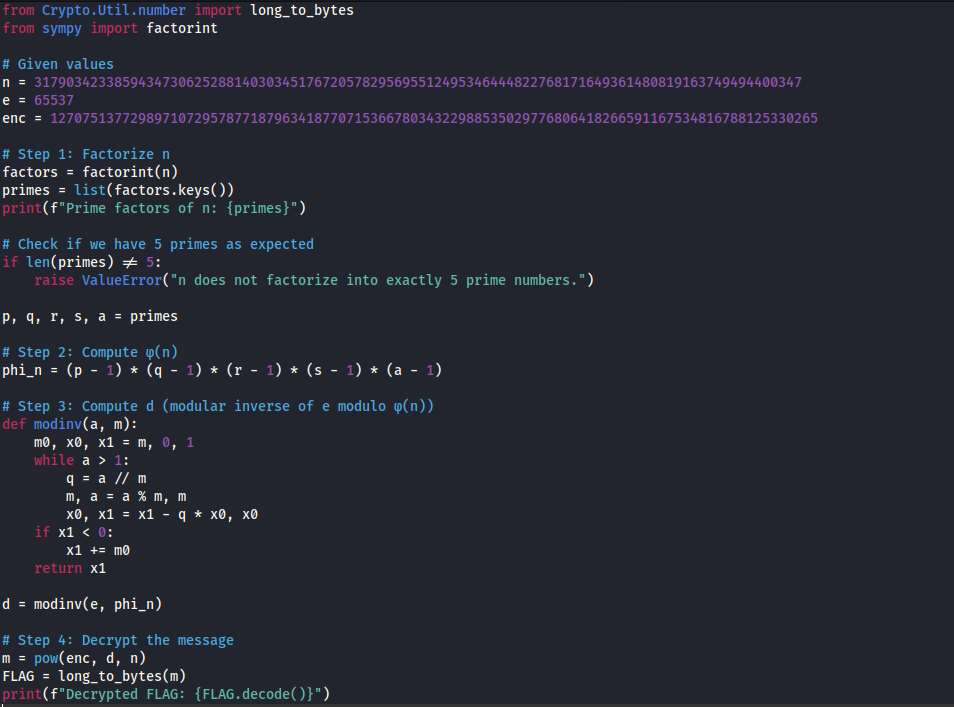 from Crypto.Util.number import long_to_bytes
from sympy import factorint
# Given values
n = 317903423385943473062528814030345176720578295695512495346444822768171649361480819163749494400347
e = 65537
enc = 127075137729897107295787718796341877071536678034322988535029776806418266591167534816788125330265
# Step 1: Factorize n
factors = factorint(n)
primes = list(factors.keys())
print(f"Prime factors of n: {primes}")
# Check if we have 5 primes as expected
if len(primes) ≠ 5:
    raise ValueError("n does not factorize into exactly 5 prime numbers.")
p, q, r, s, a = primes
# Step 2: Compute φ(n)
phi_n = (p - 1) * (q - 1) * (r - 1) * (s - 1) * (a - 1)
# Step 3: Compute d (modular inverse of e modulo φ(n))
def modinv(a, m):
    m0, x0, x1 = m, 0, 1
    while a > 1:
        q = a // m
        m, a = a % m, m
        x0, x1 = x1 - q * x0, x0
    if x1 < 0:
        x1 += m0
    return x1
d = modinv(e, phi_n)
# Step 4: Decrypt the message
m = pow(enc, d, n)
FLAG = long_to_bytes(m)
print(f"Decrypted FLAG: {FLAG.decode()}")